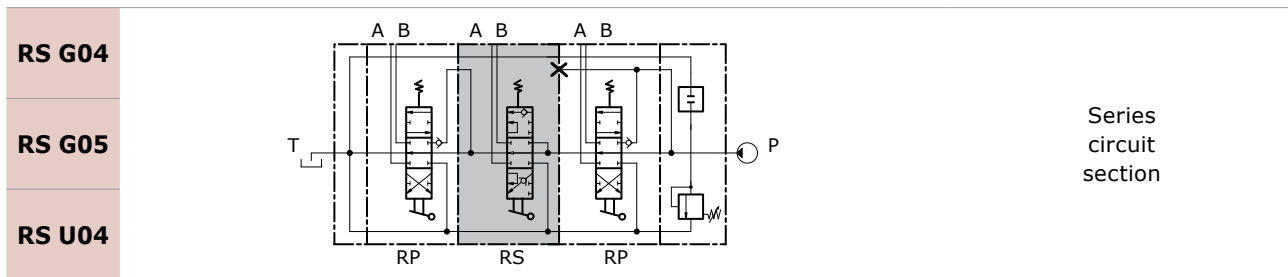 RS G04
RS G05
RS U04
A B A B A B
T
P
RP RS RP
Series
circuit
section